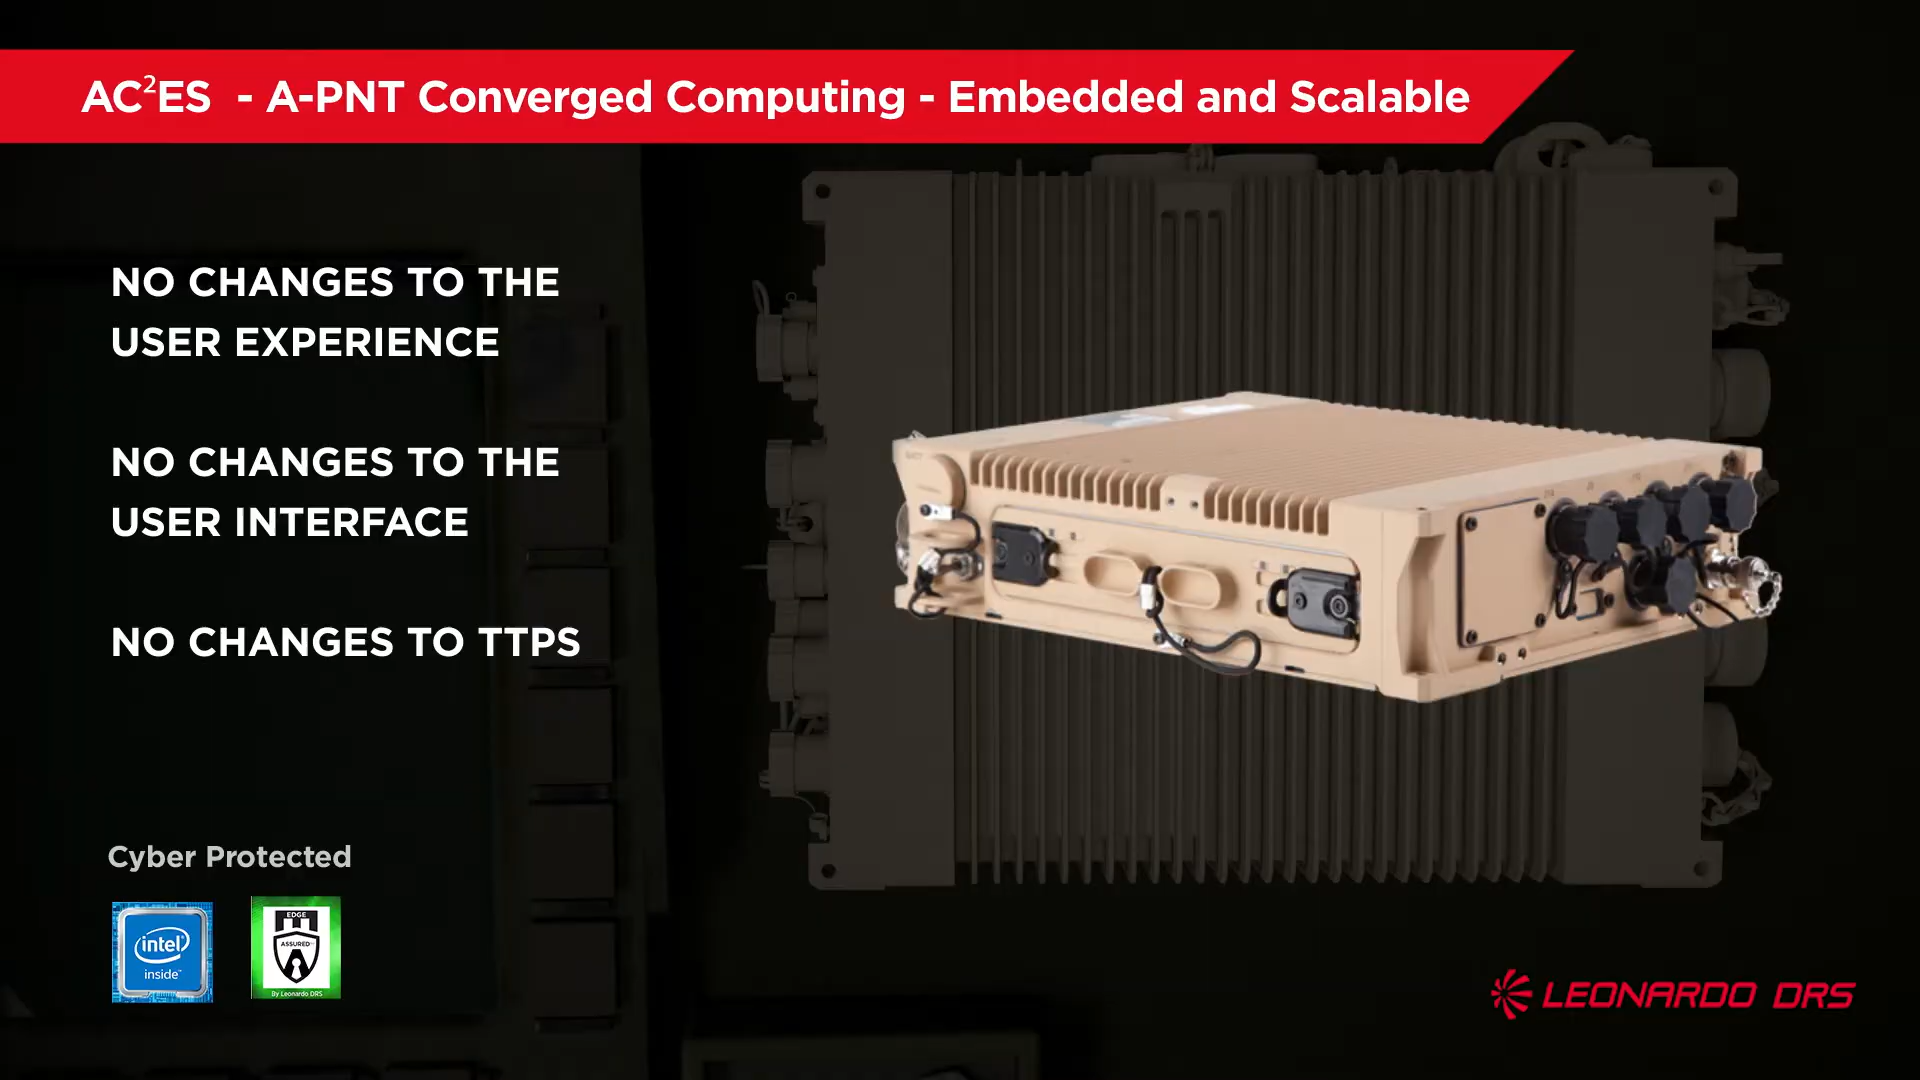 AC²ES - A-PNT Converged Computing - Embedded and Scalable
NO CHANGES TO THE
USER EXPERIENCE
NO CHANGES TO THE
USER INTERFACE
NO CHANGES TO TTPS
Cyber Protected
intel
inside™
EDGE
ASSURED
By Leonardo DRS
LEONARDO DRS